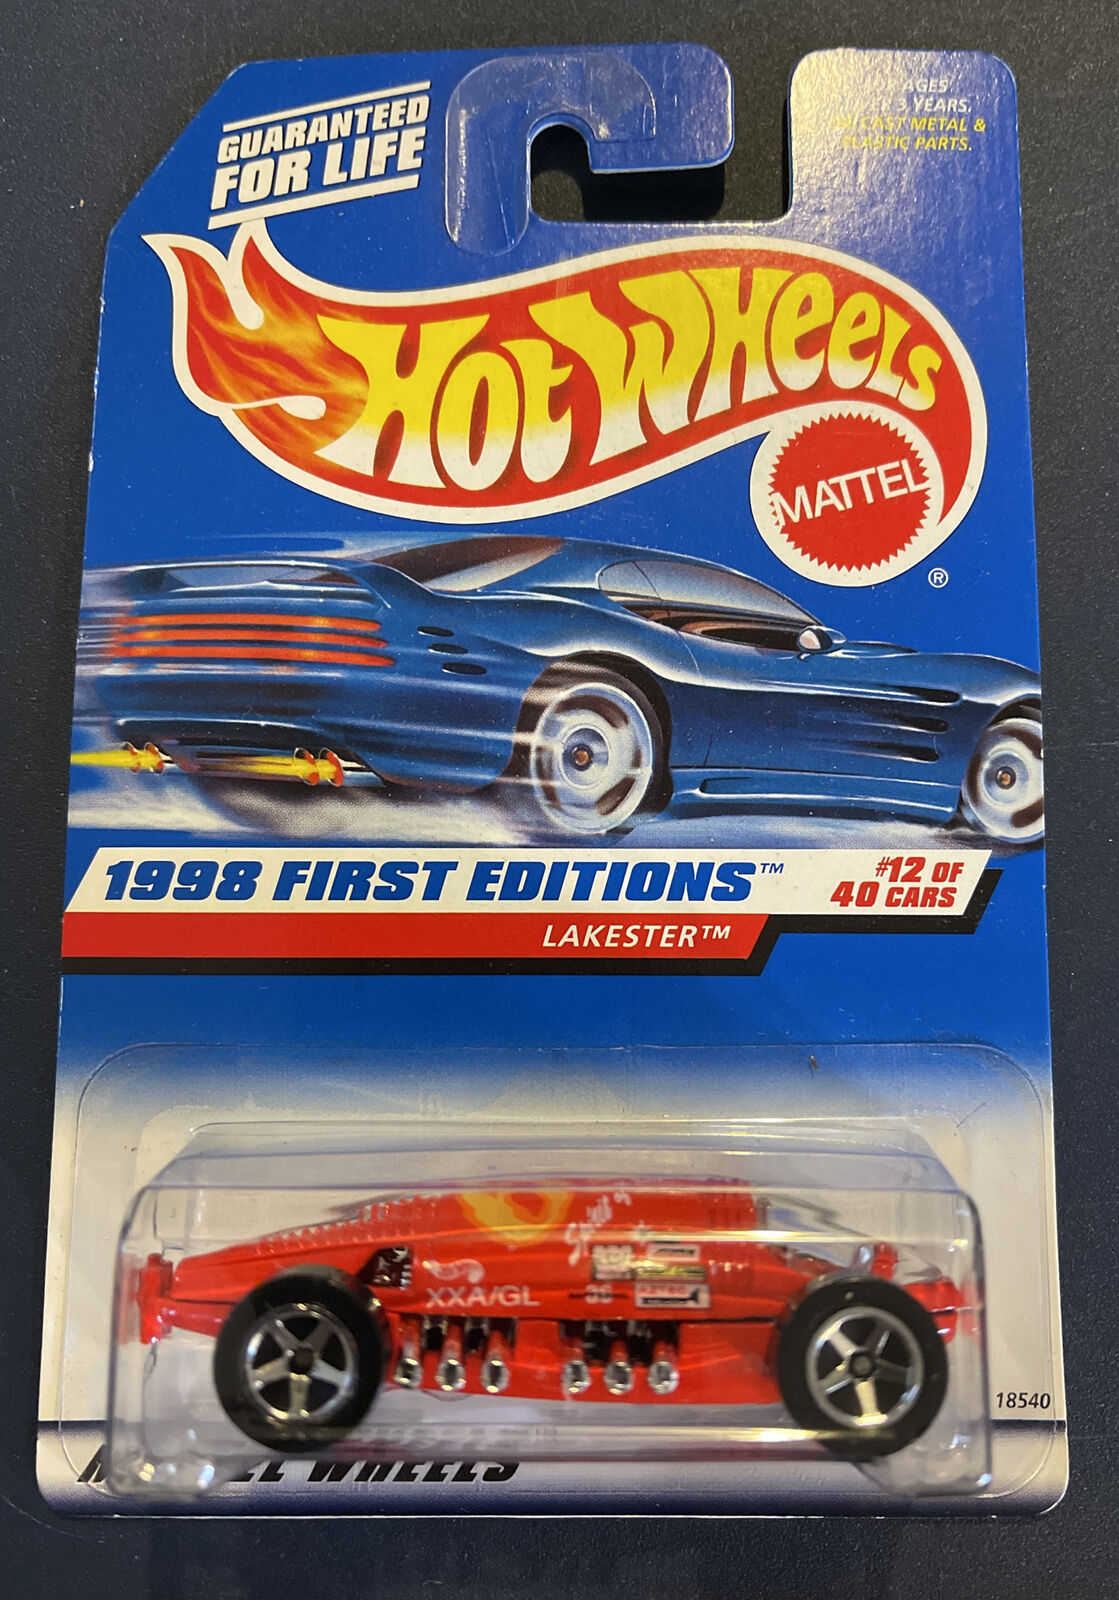 GUARANTEED
FOR LIFE
AGES
3 YEARS.
CAST METAL &
PLASTIC PARTS.
HOT WHEELS
MATTEL
®
1998 FIRST EDITIONS™
#12 OF
40 CARS
LAKESTER™
XXA/GL
18540
WHEELS